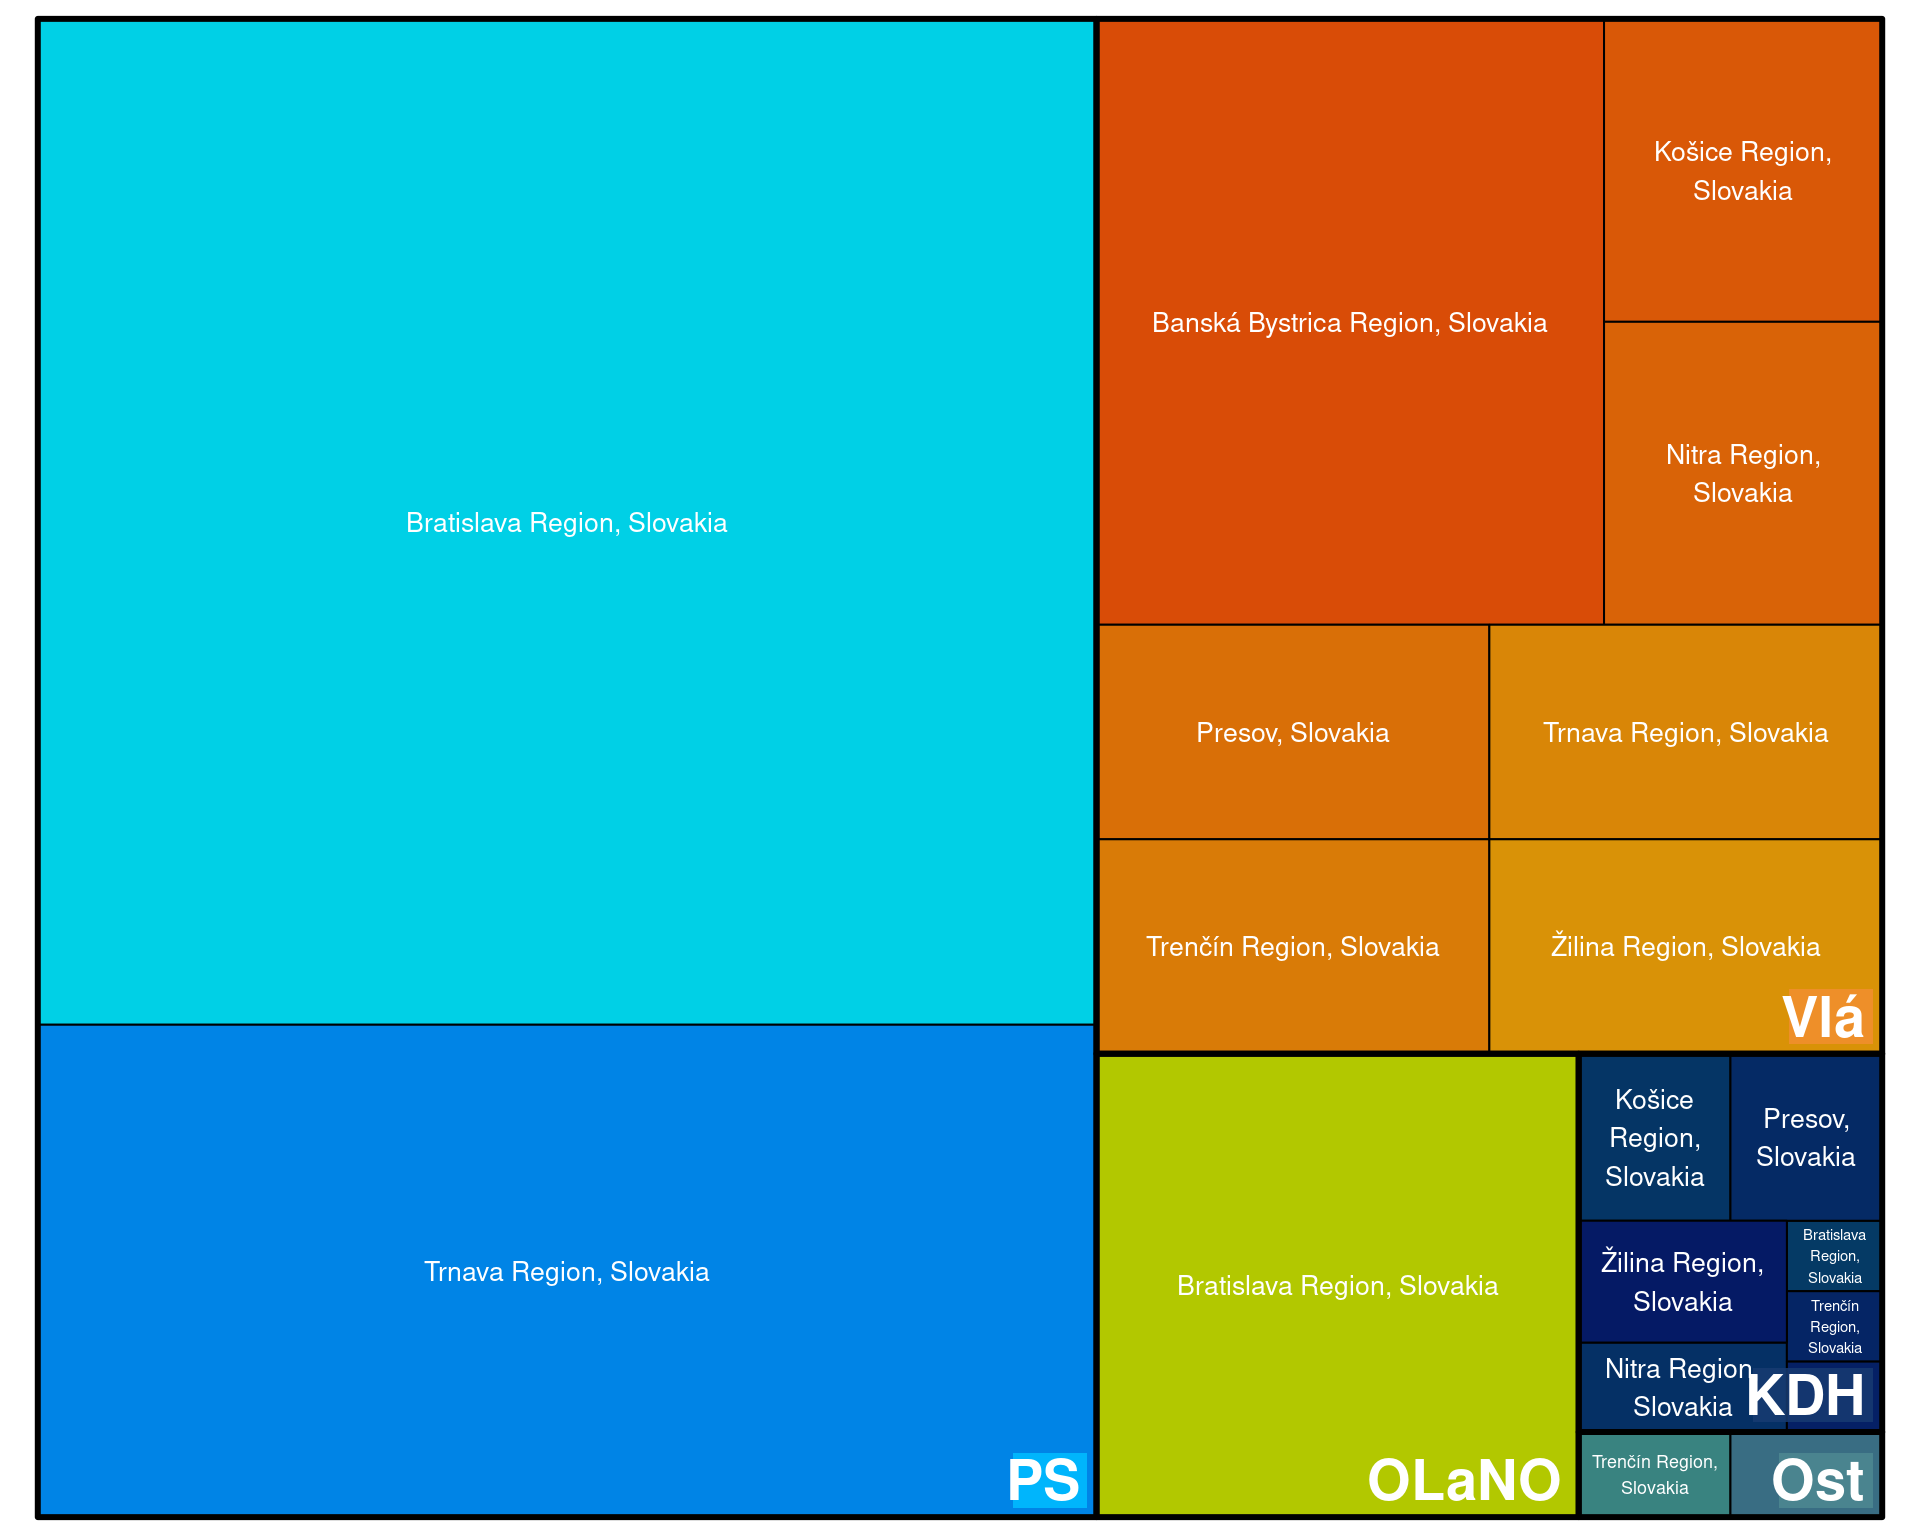 Bratislava Region, Slovakia
Trnava Region, Slovakia
PS
Banská Bystrica Region, Slovakia
Košice Region,
Slovakia
Nitra Region,
Slovakia
Presov, Slovakia
Trnava Region, Slovakia
Trenčín Region, Slovakia
Žilina Region, Slovakia
Vlá
Bratislava Region, Slovakia
OLaNO
Košice
Region,
Slovakia
Presov,
Slovakia
Žilina Region,
Slovakia
Bratislava
Region,
Slovakia
Trenčín
Region,
Slovakia
Nitra Region,
Slovakia
KDH
Trenčín Region,
Slovakia
Ost